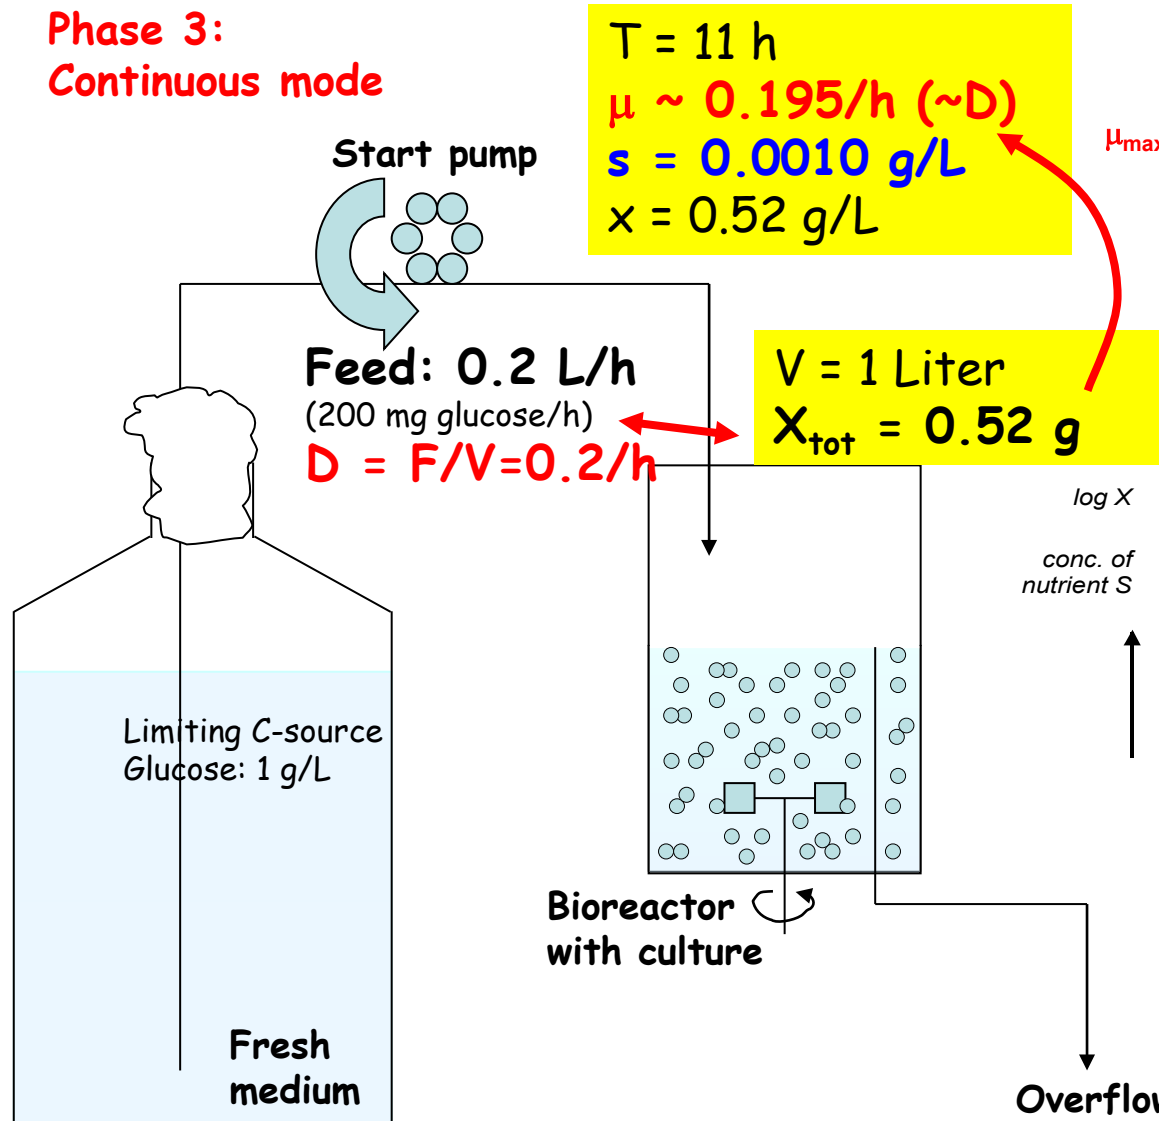 Phase 3:
Continuous mode
T = 11 h
μ ~ 0.195/h (~D)
s = 0.0010 g/L
x = 0.52 g/L
μmax
Start pump
Feed: 0.2 L/h
(200 mg glucose/h)
D = F/V=0.2/h
V = 1 Liter
Xtot = 0.52 g
log X
conc. of
nutrient S
Limiting C-source
Glucose: 1 g/L
Bioreactor
with culture
Fresh
medium
Overflow